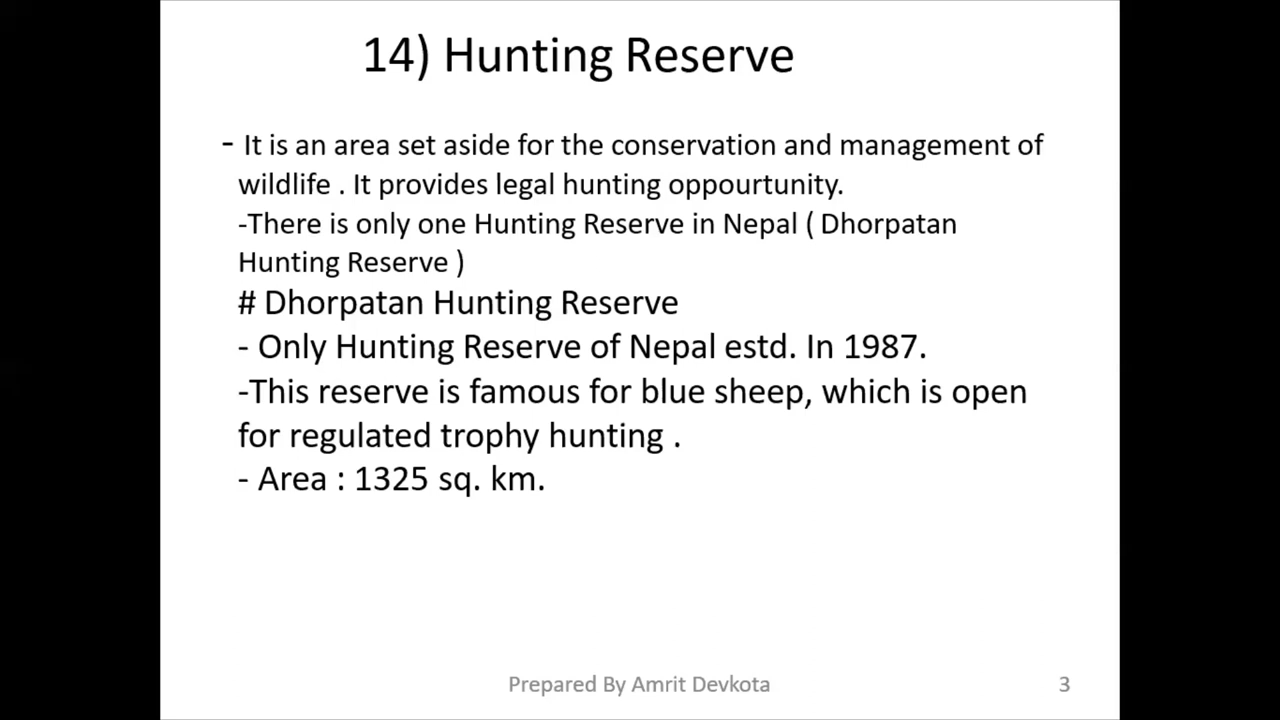 14) Hunting Reserve
- It is an area set aside for the conservation and management of
wildlife . It provides legal hunting oppourtunity.
-There is only one Hunting Reserve in Nepal ( Dhorpatan
Hunting Reserve )
# Dhorpatan Hunting Reserve
- Only Hunting Reserve of Nepal estd. In 1987.
-This reserve is famous for blue sheep, which is open
for regulated trophy hunting .
- Area : 1325 sq. km.
Prepared By Amrit Devkota
3